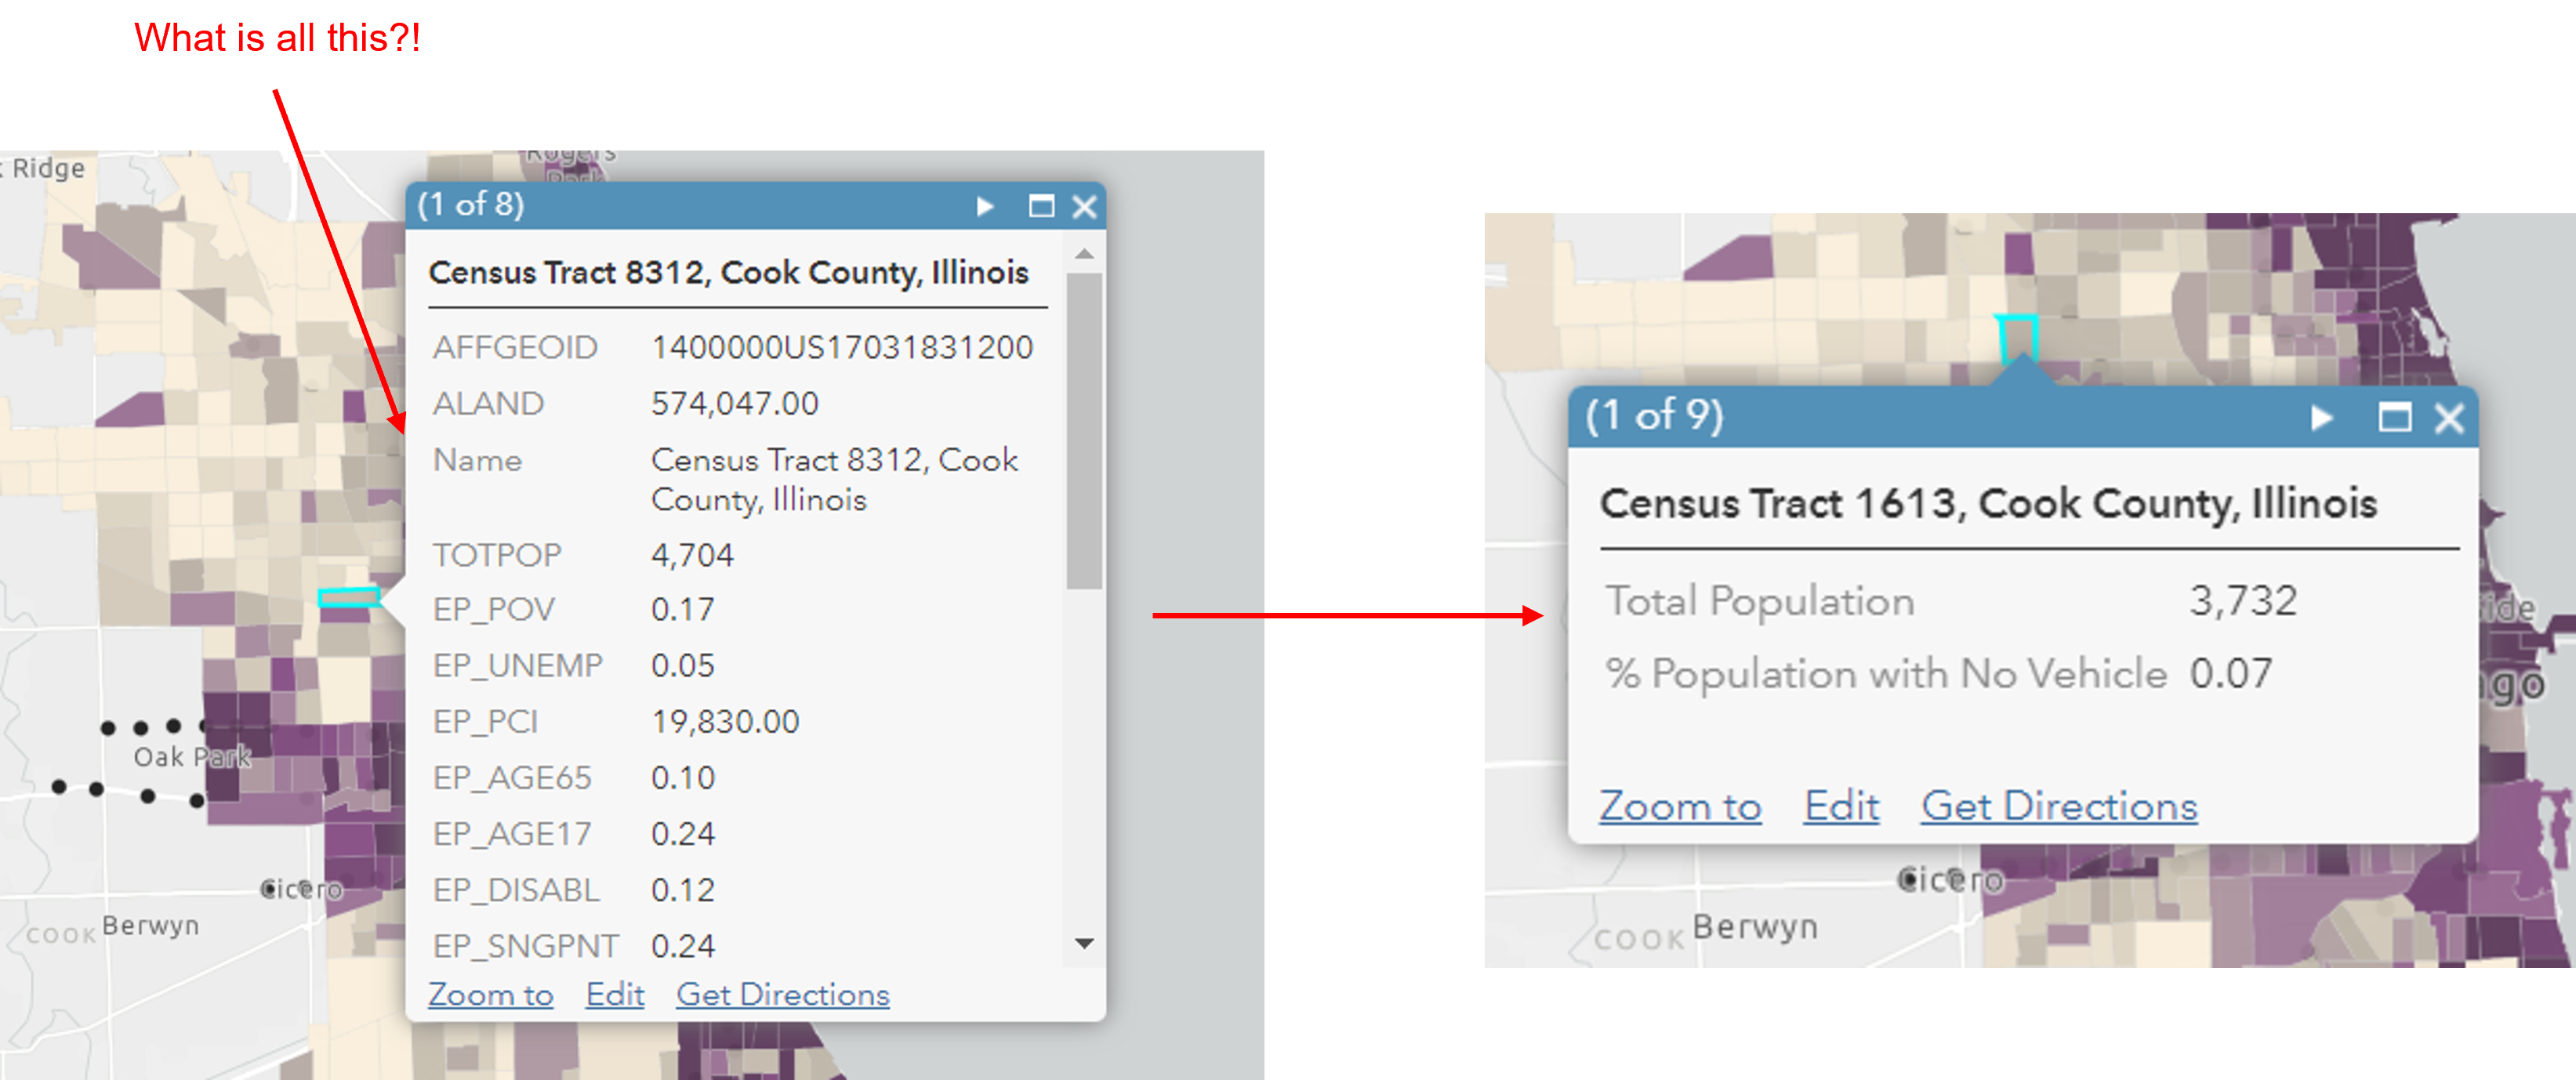 What is all this?!
Ridge
Rogers
Park
(1 of 8)
Census Tract 8312, Cook County, Illinois
AFFGEOID 1400000US17031831200
ALAND 574,047.00
Name Census Tract 8312, Cook
County, Illinois
TOTPOP 4,704
EP_POV 0.17
EP_UNEMP 0.05
EP_PCI 19,830.00
EP_AGE65 0.10
EP_AGE17 0.24
EP_DISABL 0.12
EP_SNGPNT 0.24
Zoom to Edit Get Directions
Oak Park
Cicero
COOK Berwyn
(1 of 9)
Census Tract 1613, Cook County, Illinois
Total Population 3,732
% Population with No Vehicle 0.07
Zoom to Edit Get Directions
Cicero
COOK Berwyn